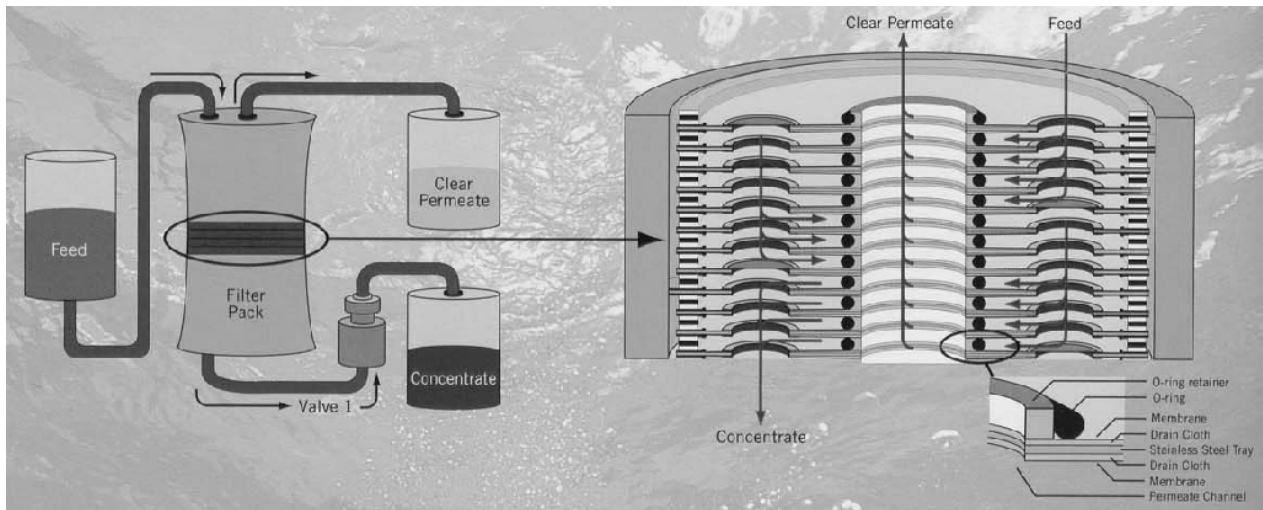 Clear Permeate
Feed
Clear
Permeate
Feed
Filter
Pack
Concentrate
Valve 1
Concentrate
O-ring retainer
O-ring
Membrane
Drain Cloth
Stainless Steel Tray
Drain Cloth
Membrane
Permeate Channel